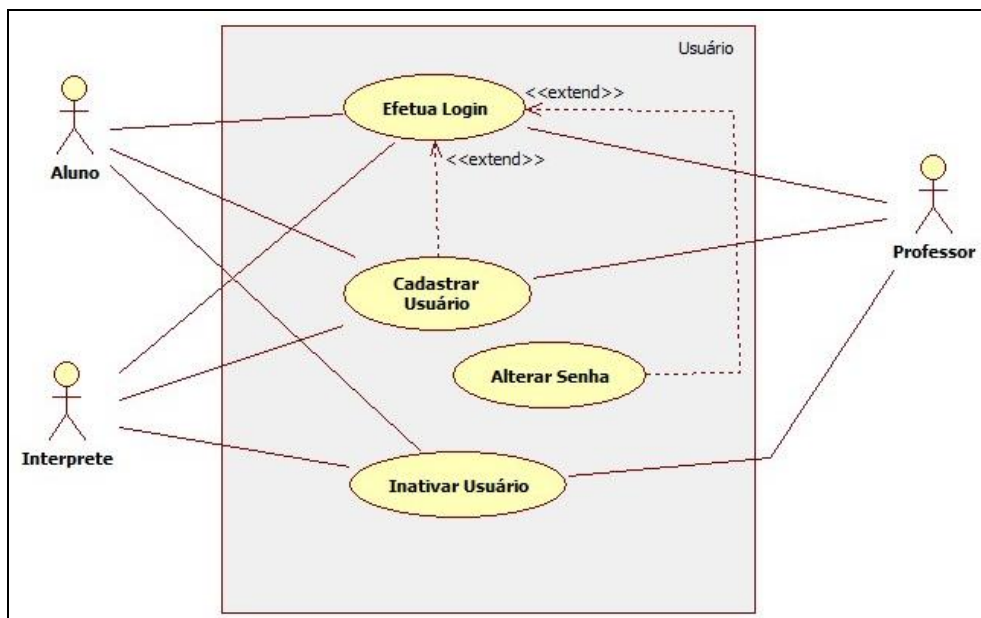 Usuário
<<extend>>
Efetua Login
<<extend>>
Aluno
Professor
Cadastrar
Usuário
Alterar Senha
Interprete
Inativar Usuário